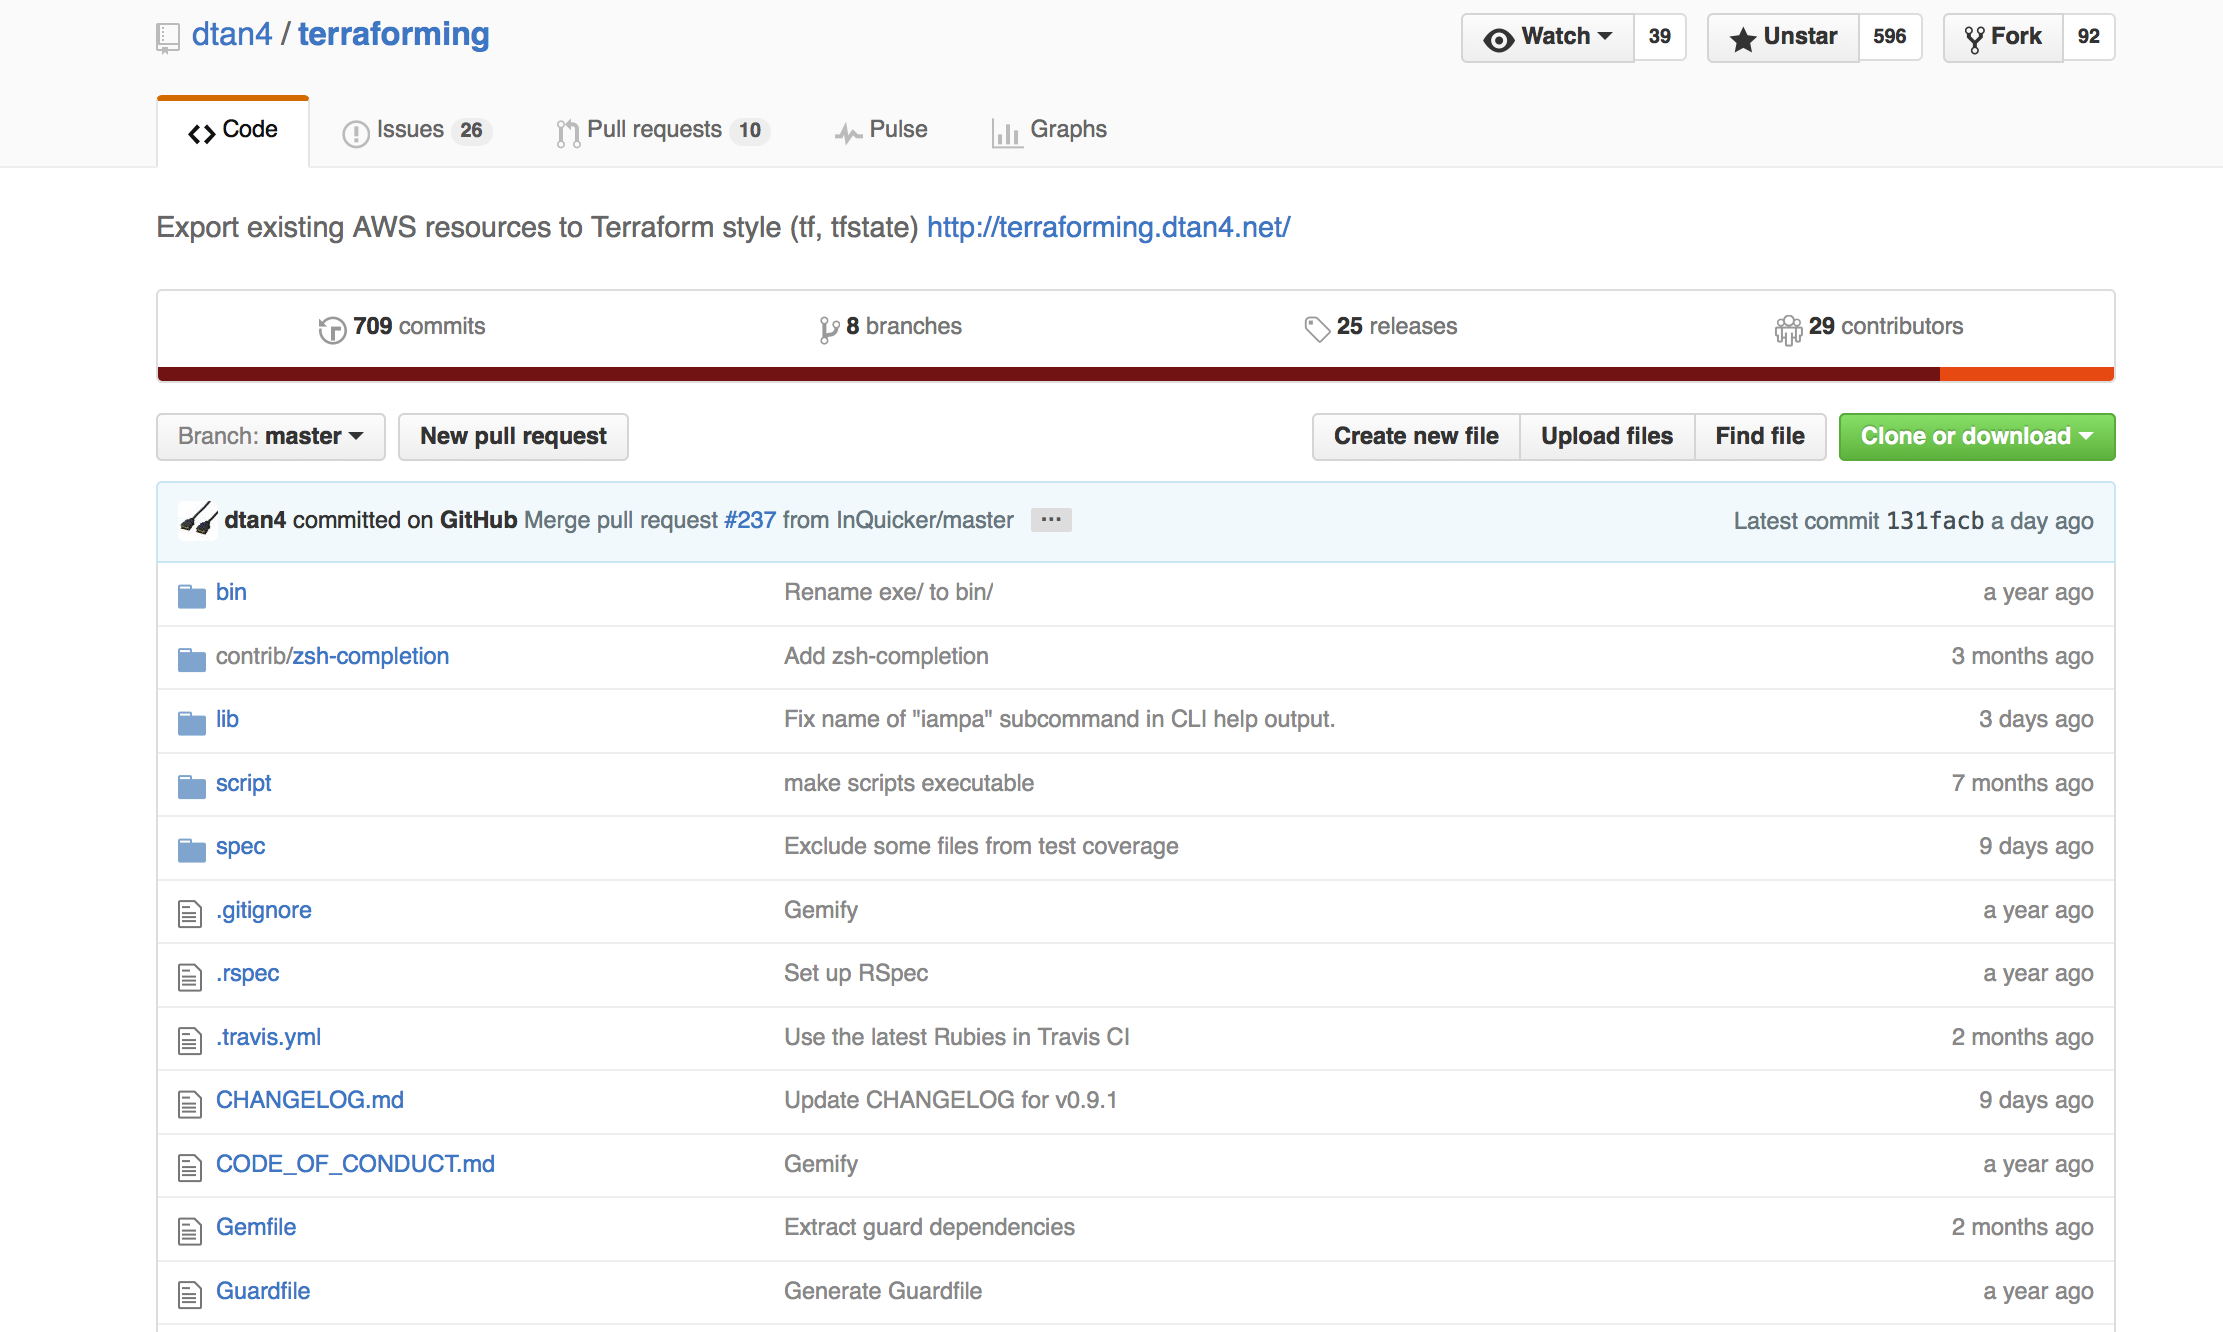 dtan4 / terraforming
Watch 39 Unstar 596 Fork 92
Code Issues 26 Pull requests 10 Pulse Graphs
Export existing AWS resources to Terraform style (tf, tfstate) http://terraforming.dtan4.net/
709 commits 8 branches 25 releases 29 contributors
Branch: master New pull request Create new file Upload files Find file Clone or download
dtan4 committed on GitHub Merge pull request #237 from InQuicker/master ... Latest commit 131facb a day ago
bin Rename exe/ to bin/ a year ago
contrib/zsh-completion Add zsh-completion 3 months ago
lib Fix name of "iampa" subcommand in CLI help output. 3 days ago
script make scripts executable 7 months ago
spec Exclude some files from test coverage 9 days ago
.gitignore Gemify a year ago
.rspec Set up RSpec a year ago
.travis.yml Use the latest Rubies in Travis CI 2 months ago
CHANGELOG.md Update CHANGELOG for v0.9.1 9 days ago
CODE_OF_CONDUCT.md Gemify a year ago
Gemfile Extract guard dependencies 2 months ago
Guardfile Generate Guardfile a year ago